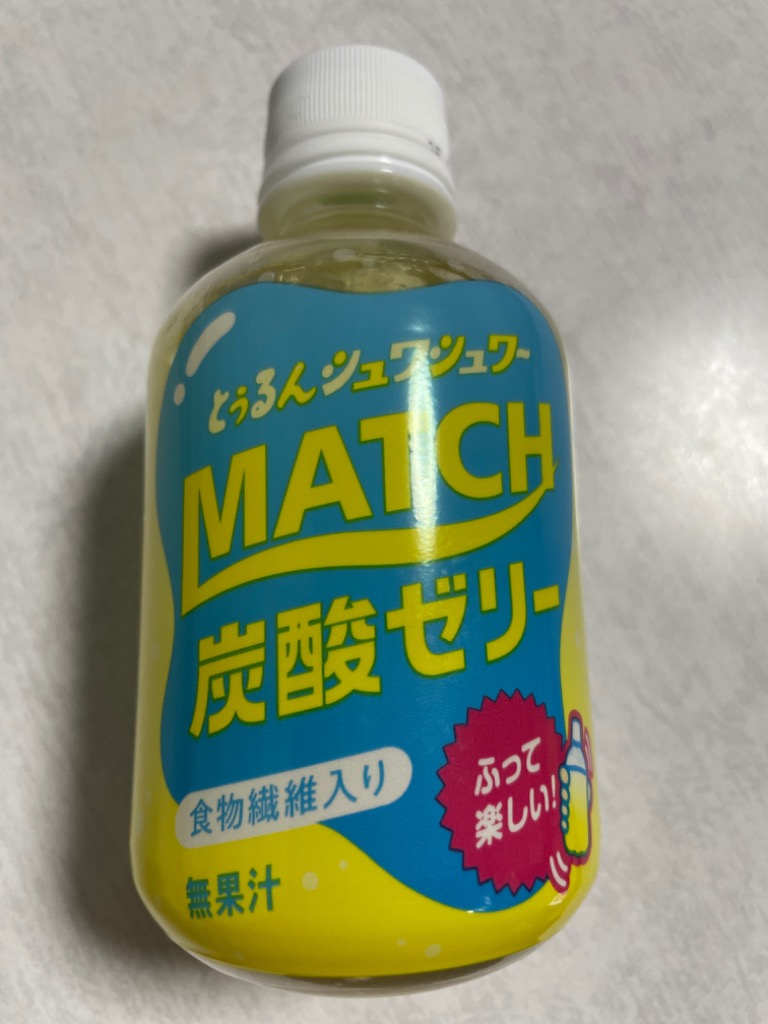 とぅるんシュワシュワ~
MATCH
炭酸ゼリー
ふって
楽しい!
食物繊維入り
無果汁